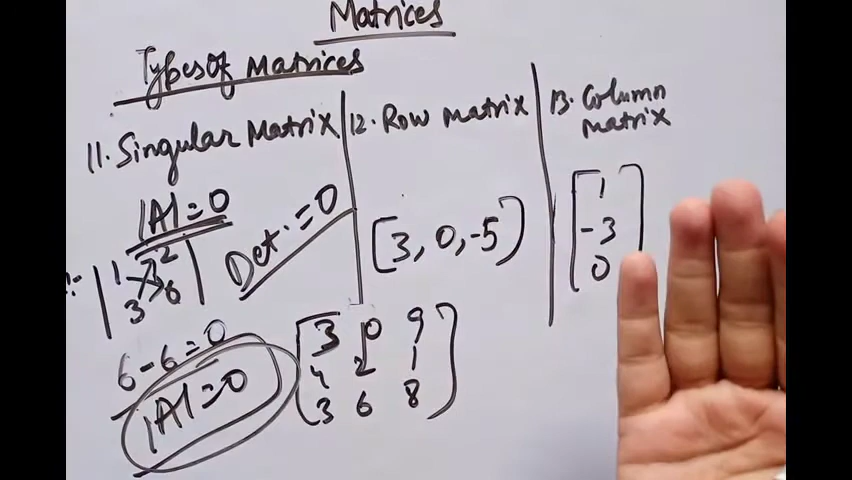 Matrices
Types of Matrices
11. Singular Matrix
|A| = 0
Det. = 0
| 1 2 |
3 6
6 - 6 = 0
|A| = 0
12. Row matrix
[3, 0, -5]
3 0 9
4 2 1
3 6 8
13. Column
matrix
1
-3
0